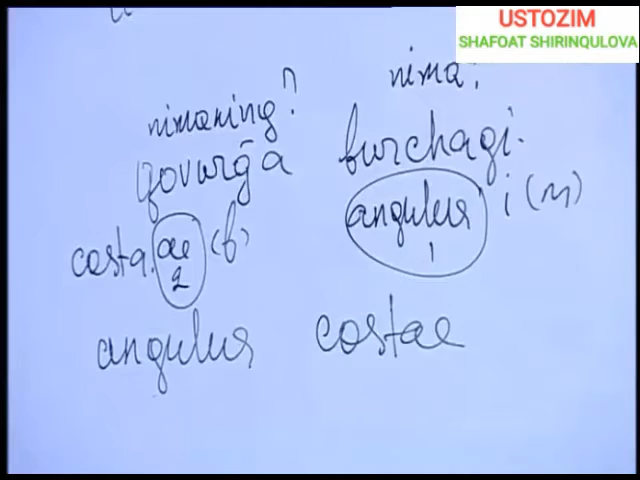 USTOZIM
SHAFOAT SHIRINQULOVA
nimaning? nima?
qovurg'a burchagi.
costa, ae (f) angulus i (m)
2 1
angulus costae